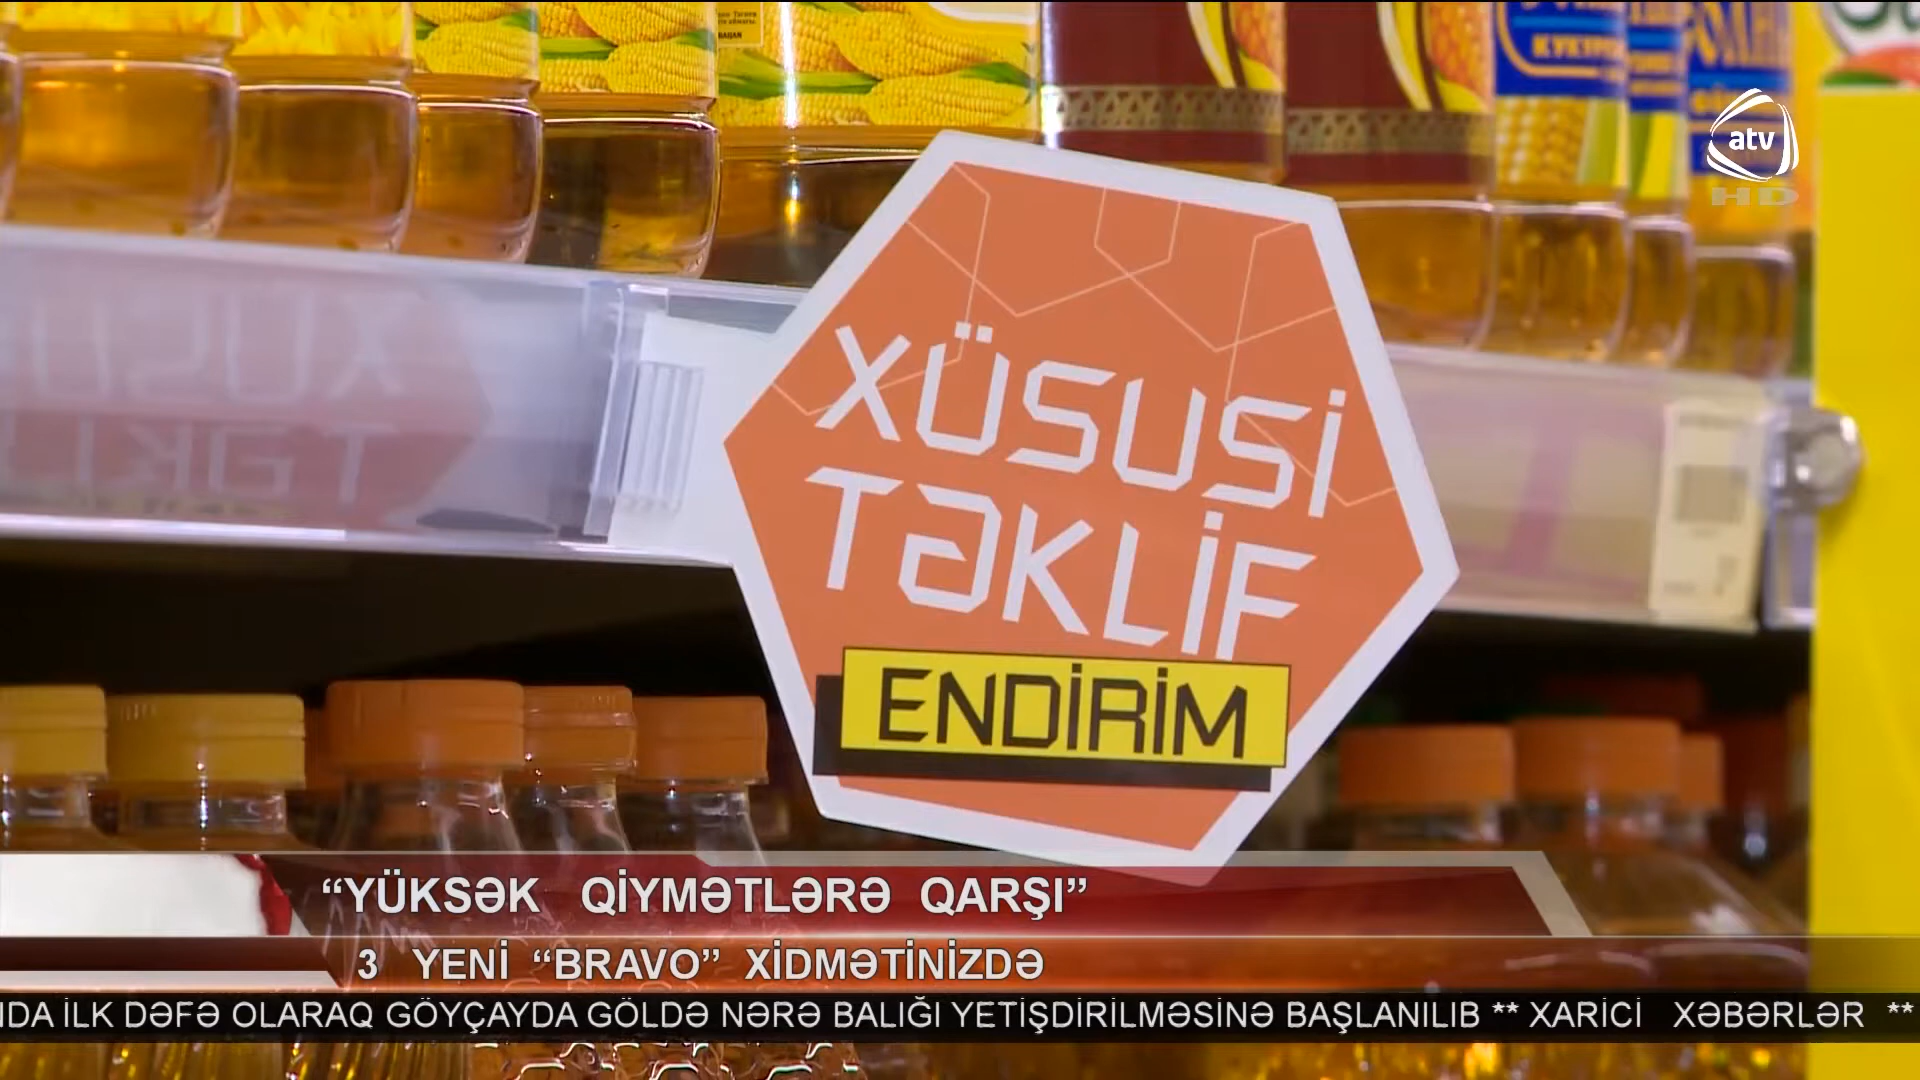 atv
HD
XÜSUSİ
TƏKLİF
ENDİRİM
“YÜKSƏK QİYMƏTLƏRƏ QARŞI”
3 YENİ “BRAVO” XİDMƏTİNİZDƏ
NDA İLK DƏFƏ OLARAQ GÖYÇAYDA GÖLDƏ NƏRƏ BALIĞI YETİŞDİRİLMƏSİNƏ BAŞLANILIB ** XARİCİ XƏBƏRLƏR **